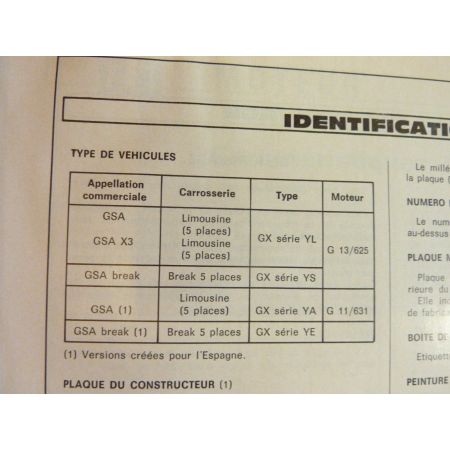 IDENTIFICATI
TYPE DE VEHICULES
Appellation commerciale Carrosserie Type Moteur
GSA Limousine (5 places) GX série YL G 13/625
GSA X3 Limousine (5 places)
GSA break Break 5 places GX série YS
GSA (1) Limousine (5 places) GX série YA G 11/631
GSA break (1) Break 5 places GX série YE
(1) Versions créées pour l'Espagne.
PLAQUE DU CONSTRUCTEUR (1)
Le millé
la plaque (
NUMERO
Le num
au-dessus
PLAQUE M
Plaque
rieure du
Elle inc
de fabric
BOITE DE
Etiquett
PEINTURE